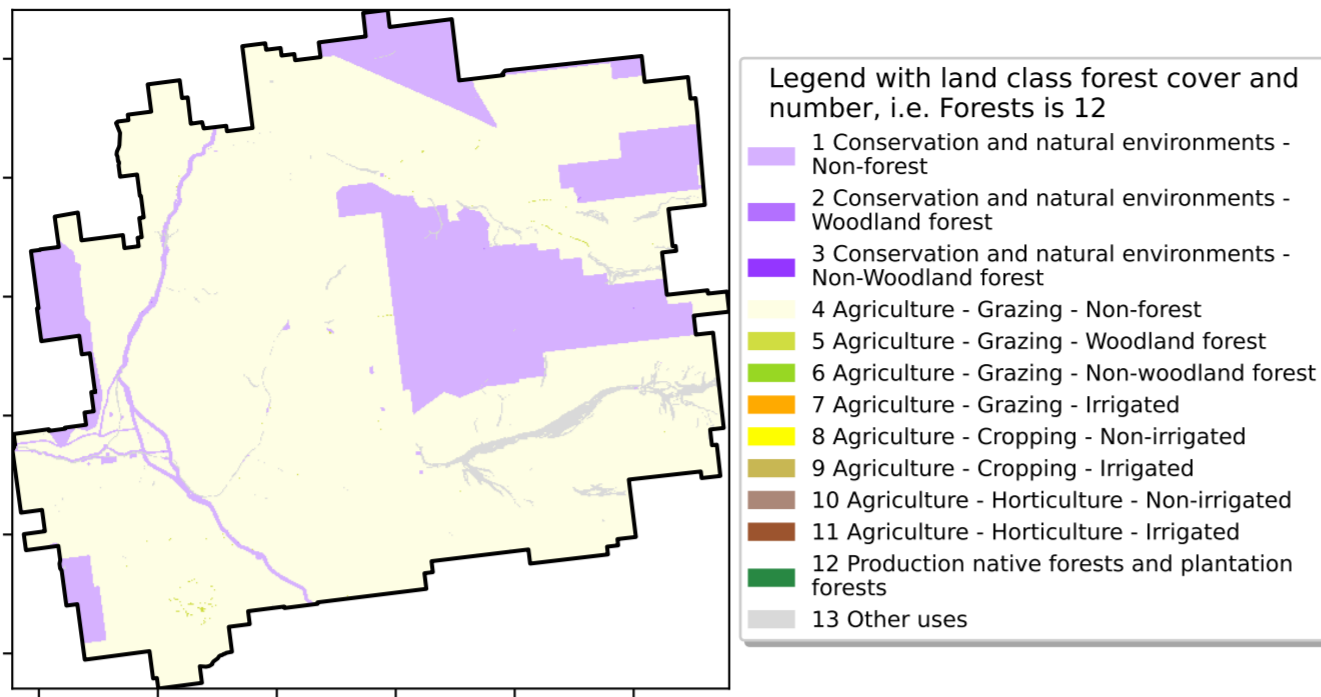 Legend with land class forest cover and
number, i.e. Forests is 12
1 Conservation and natural environments -
Non-forest
2 Conservation and natural environments -
Woodland forest
3 Conservation and natural environments -
Non-Woodland forest
4 Agriculture - Grazing - Non-forest
5 Agriculture - Grazing - Woodland forest
6 Agriculture - Grazing - Non-woodland forest
7 Agriculture - Grazing - Irrigated
8 Agriculture - Cropping - Non-irrigated
9 Agriculture - Cropping - Irrigated
10 Agriculture - Horticulture - Non-irrigated
11 Agriculture - Horticulture - Irrigated
12 Production native forests and plantation
forests
13 Other uses